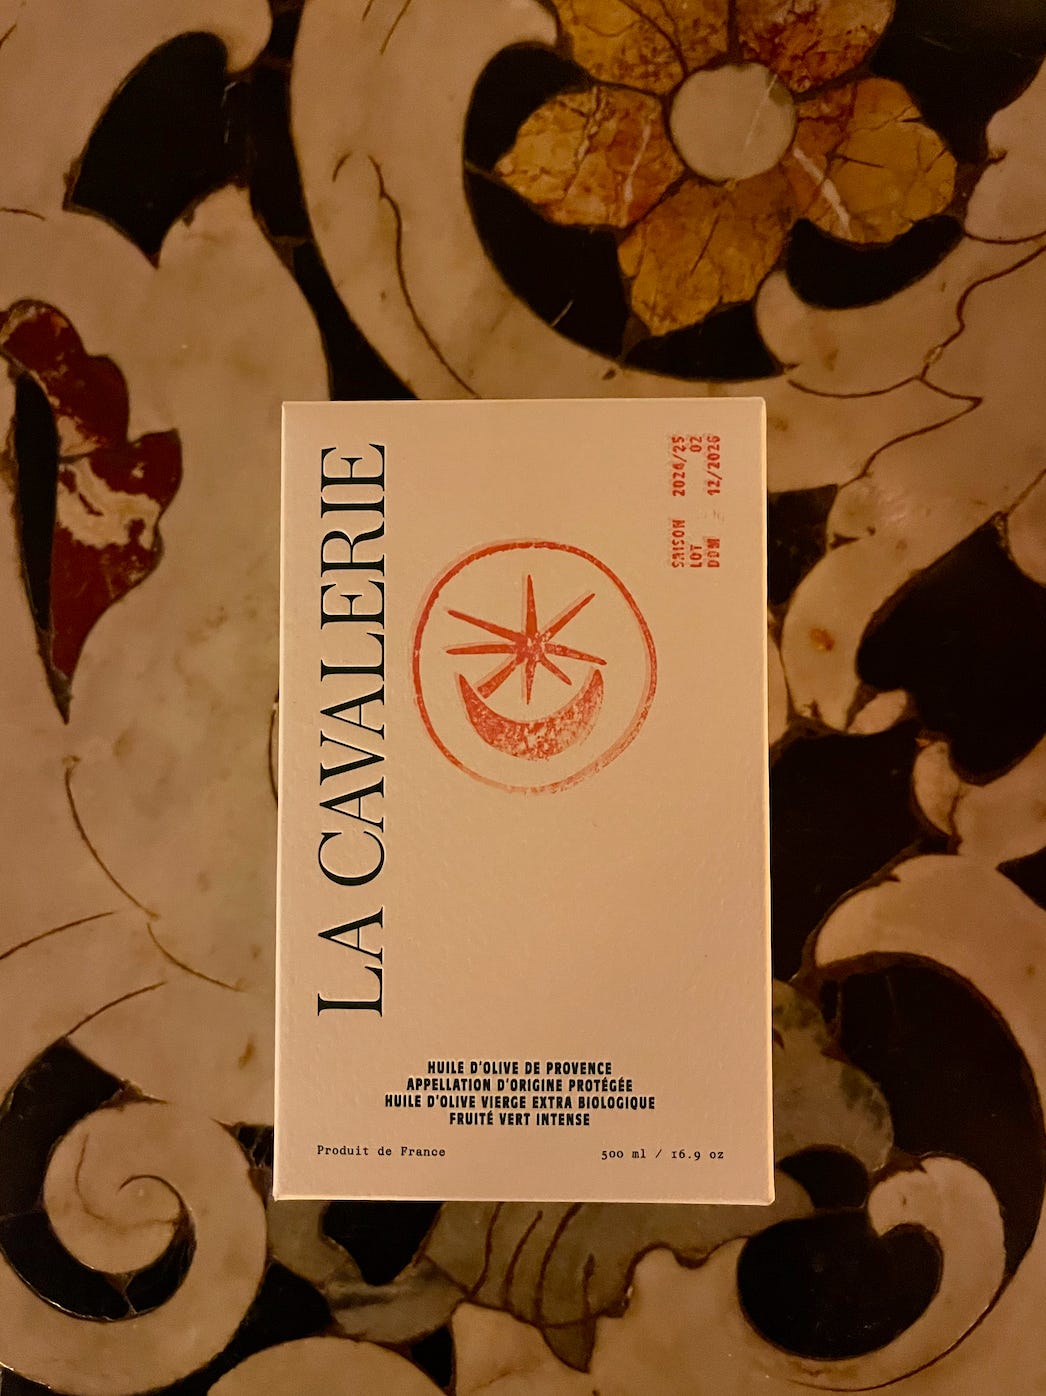 LA CAVALERIE
SAISON 2024/25
LOT 02
DDM 12/2026
HUILE D'OLIVE DE PROVENCE
APPELLATION D'ORIGINE PROTÉGÉE
HUILE D'OLIVE VIERGE EXTRA BIOLOGIQUE
FRUITÉ VERT INTENSE
Produit de France
500 ml / 16.9 oz